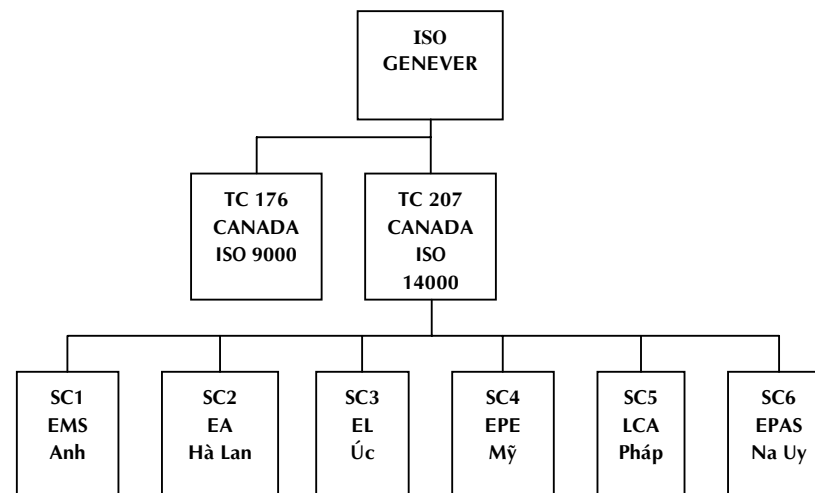 ISO
GENEVER
TC 176
CANADA
ISO 9000
TC 207
CANADA
ISO
14000
SC1
EMS
Anh
SC2
EA
Hà Lan
SC3
EL
Úc
SC4
EPE
Mỹ
SC5
LCA
Pháp
SC6
EPAS
Na Uy